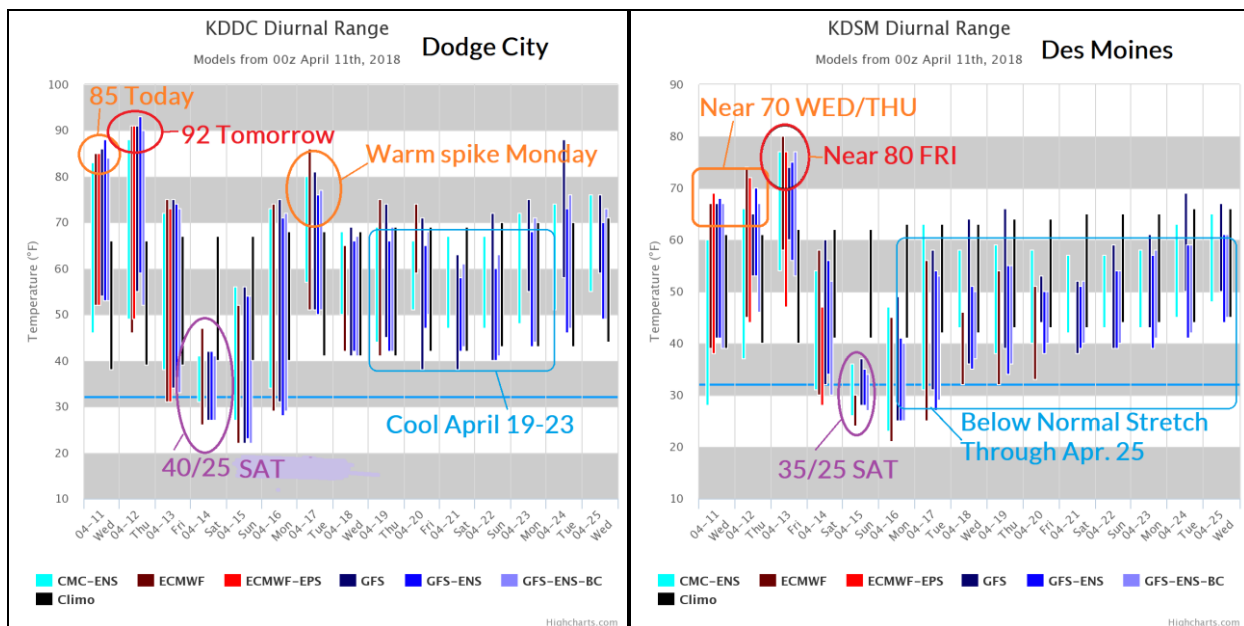 KDDC Diurnal Range
Dodge City
Models from 00z April 11th, 2018
100
90
80
70
60
50
40
30
20
10
Temperature (°F)
85 Today
92 Tomorrow
Warm spike Monday
40/25 SAT
Cool April 19-23
04-11 Wed
04-12 Thu
04-13 Fri
04-14 Sat
04-15 Sun
04-16 Mon
04-17 Tue
04-18 Wed
04-19 Thu
04-20 Fri
04-21 Sat
04-22 Sun
04-23 Mon
04-24 Tue
04-25 Wed
CMC-ENS ECMWF ECMWF-EPS GFS GFS-ENS GFS-ENS-BC
Climo
Highcharts.com
KDSM Diurnal Range
Des Moines
Models from 00z April 11th, 2018
90
80
70
60
50
40
30
20
10
Temperature (°F)
Near 70 WED/THU
Near 80 FRI
35/25 SAT
Below Normal Stretch
Through Apr. 25
04-11 Wed
04-12 Thu
04-13 Fri
04-14 Sat
04-15 Sun
04-16 Mon
04-17 Tue
04-18 Wed
04-19 Thu
04-20 Fri
04-21 Sat
04-22 Sun
04-23 Mon
04-24 Tue
04-25 Wed
CMC-ENS ECMWF ECMWF-EPS GFS GFS-ENS GFS-ENS-BC
Climo
Highcharts.com